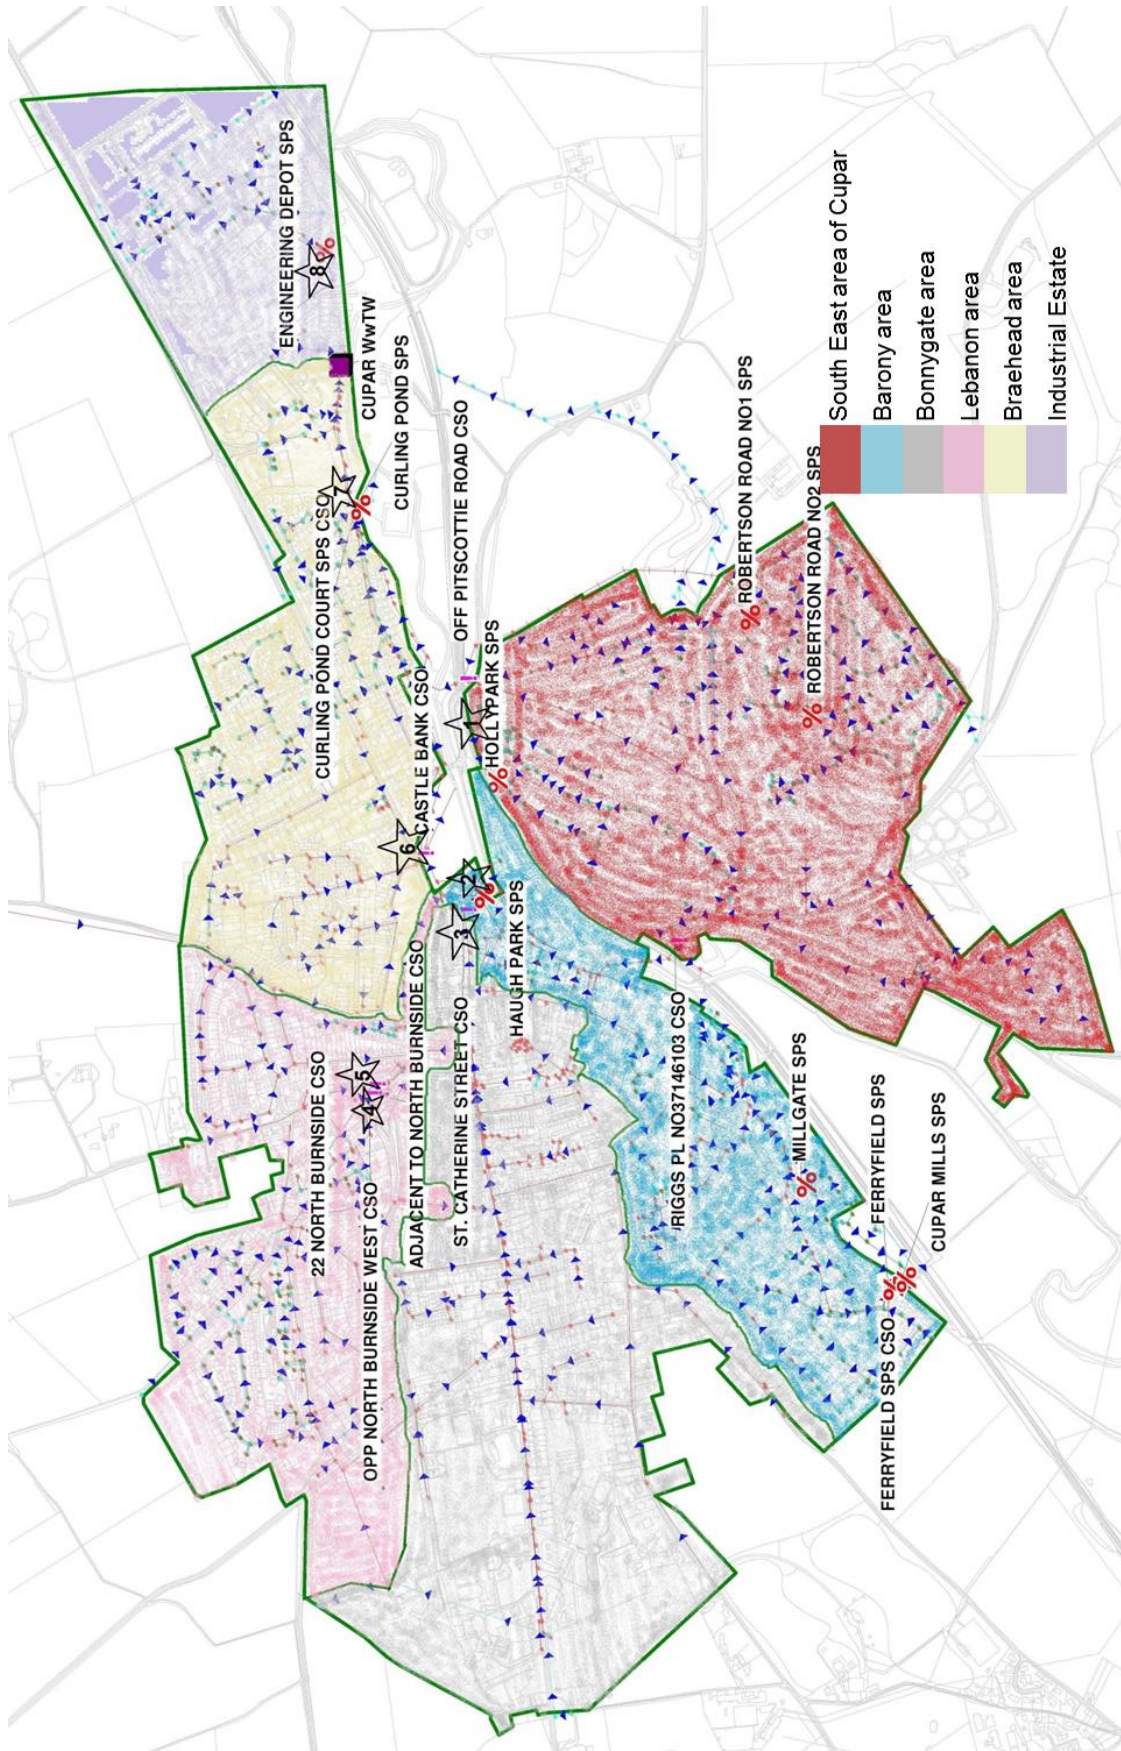 ENGINEERING DEPOT SPS
8
CUPAR WwTW
CURLING POND SPS
CURLING POND COURT SPS CSO
7
OFF PITSCOTTIE ROAD CSO
CASTLE BANK CSO
6
1
HOLLYPARK SPS
2
3
HAUGH PARK SPS
ROBERTSON ROAD NO1 SPS
ROBERTSON ROAD NO2 SPS
22 NORTH BURNSIDE CSO
5
4
OPP NORTH BURNSIDE WEST CSO
ADJACENT TO NORTH BURNSIDE CSO
ST. CATHERINE STREET CSO
RIGGS PL NO37146103 CSO
MILLGATE SPS
FERRYFIELD SPS
CUPAR MILLS SPS
FERRYFIELD SPS CSO
South East area of Cupar
Barony area
Bonnygate area
Lebanon area
Braehead area
Industrial Estate